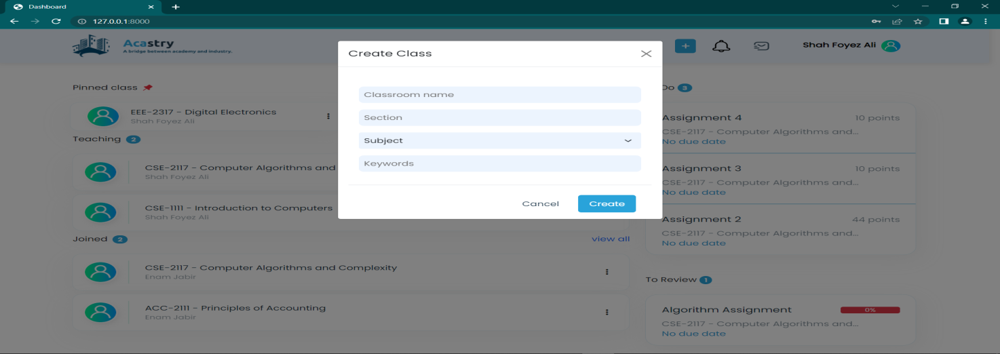 Dashboard
127.0.0.1:8000
Acastry
A bridge between academy and industry.
Shah Foyez Ali
Create Class
Classroom name
Section
Subject
Keywords
Cancel
Create
Pinned class
EEE-2317 - Digital Electronics
Shah Foyez Ali
Teaching 2
CSE-2117 - Computer Algorithms and
Shah Foyez Ali
CSE-1111 - Introduction to Computers
Shah Foyez Ali
Joined 2
view all
CSE-2117 - Computer Algorithms and Complexity
Enam Jabir
ACC-2111 - Principles of Accounting
Enam Jabir
Do 3
Assignment 4 10 points
CSE-2117 - Computer Algorithms and...
No due date
Assignment 3 10 points
CSE-2117 - Computer Algorithms and...
No due date
Assignment 2 44 points
CSE-2117 - Computer Algorithms and...
No due date
To Review 1
Algorithm Assignment 0%
CSE-2117 - Computer Algorithms and...
No due date